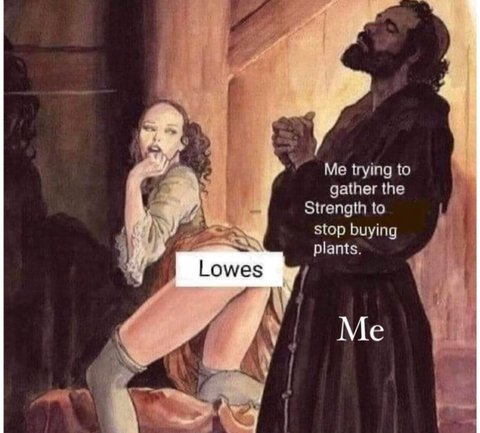 Me trying to
gather the
Strength to
stop buying
plants.
Lowes
Me